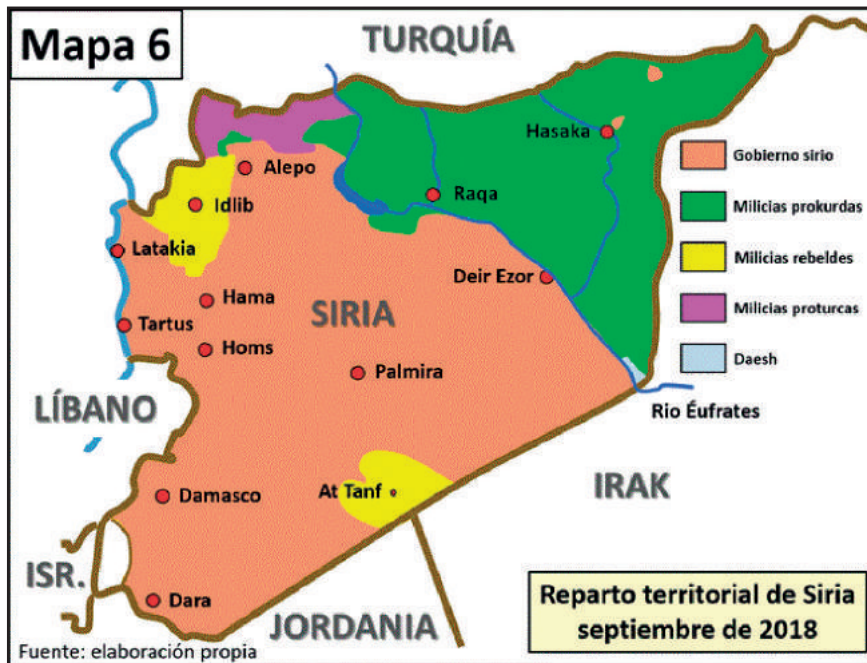 Mapa 6
TURQUÍA
Hasaka
Alepo
Raqa
Idlib
Latakia
Deir Ezor
Hama
SIRIA
Tartus
Homs
Palmira
LÍBANO
Rio Éufrates
At Tanf
Damasco
IRAK
ISR.
Dara
JORDANIA
Gobierno sirio
Milicias prokurdas
Milicias rebeldes
Milicias proturcas
Daesh
Reparto territorial de Siria
septiembre de 2018
Fuente: elaboración propia